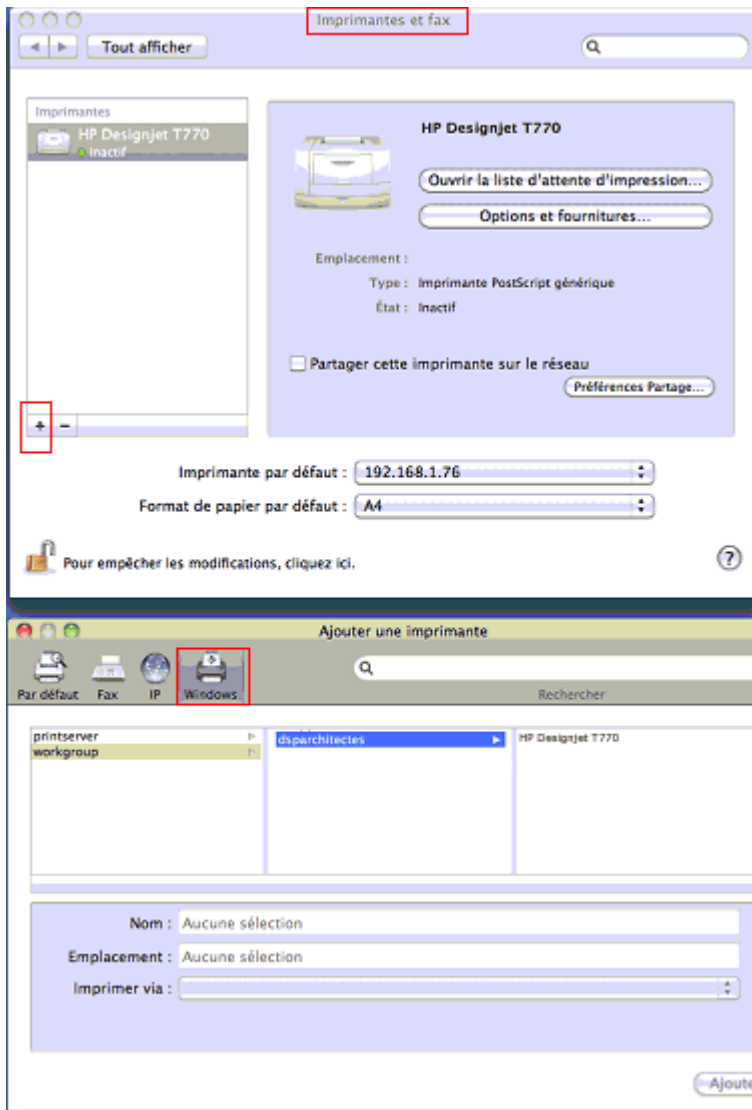 Imprimantes et fax
Tout afficher
Imprimantes
HP Designjet T770
Inactif
HP Designjet T770
Ouvrir la liste d'attente d'impression...
Options et fournitures...
Emplacement :
Type : Imprimante PostScript générique
État : Inactif
Partager cette imprimante sur le réseau
Préférences Partage...
+ −
Imprimante par défaut : 192.168.1.76
Format de papier par défaut : A4
Pour empêcher les modifications, cliquez ici.
?
Ajouter une imprimante
Par défaut Fax IP Windows Rechercher
printserver
workgroup
dsparchitectes
HP Designjet T770
Nom : Aucune sélection
Emplacement : Aucune sélection
Imprimer via :
Ajoute